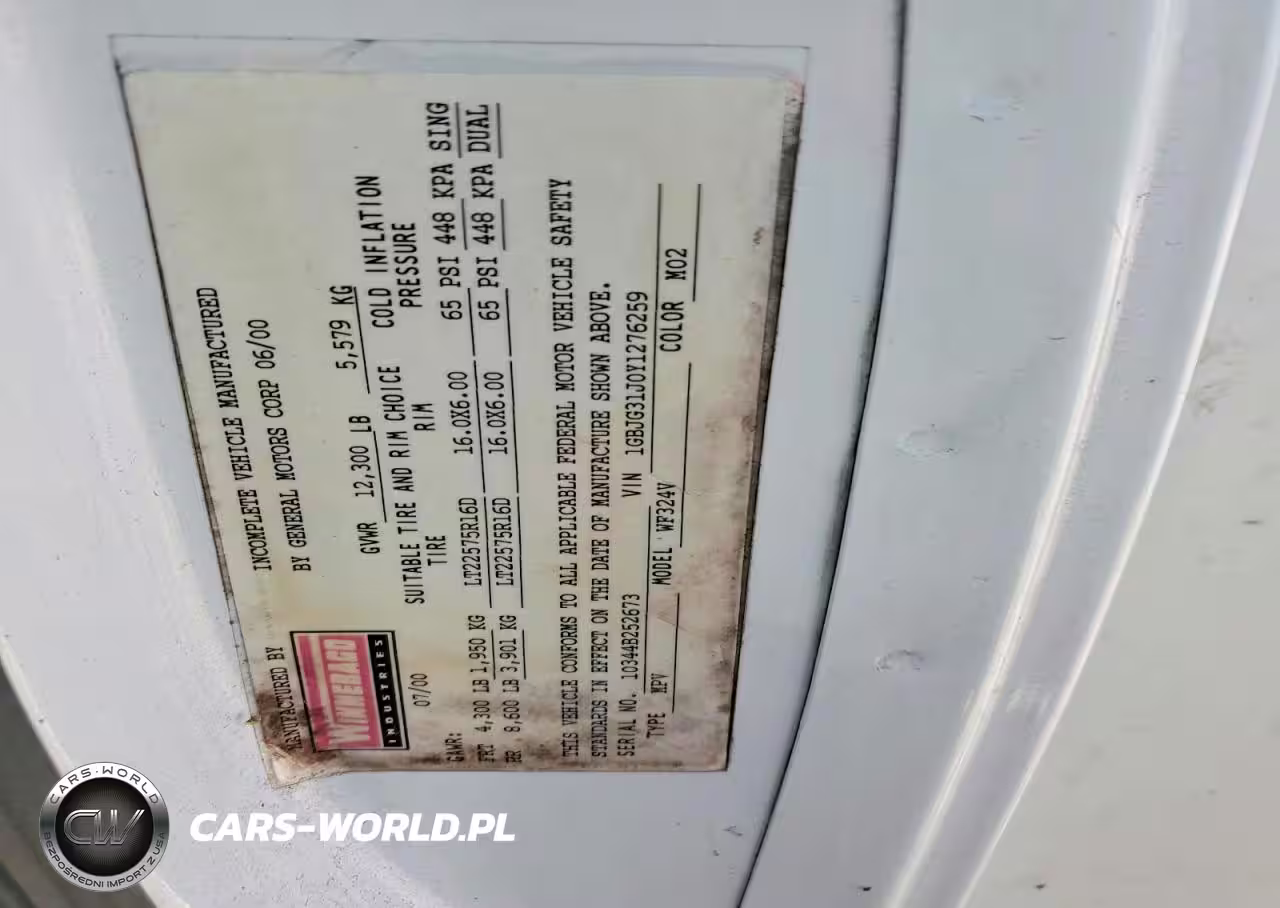 MANUFACTURED BY
WINNEBAGO
INDUSTRIES
07/00
INCOMPLETE VEHICLE MANUFACTURED
BY GENERAL MOTORS CORP 06/00
GVWR 12,300 LB 5,579 KG
SUITABLE TIRE AND RIM CHOICE COLD INFLATION
TIRE RIM PRESSURE
GAWR:
FRT 4,300 LB 1,950 KG LT22575R16D 16.0X6.00 65 PSI 448 KPA SING
RR 8,600 LB 3,901 KG LT22575R16D 16.0X6.00 65 PSI 448 KPA DUAL
THIS VEHICLE CONFORMS TO ALL APPLICABLE FEDERAL MOTOR VEHICLE SAFETY
STANDARDS IN EFFECT ON THE DATE OF MANUFACTURE SHOWN ABOVE.
SERIAL NO. 10344B252673 VIN 1GBJG31J0Y1276259
TYPE MPV MODEL WF324V COLOR M02
CARS-WORLD
CW
BEZPOŚREDNI IMPORT Z USA
CARS-WORLD.PL